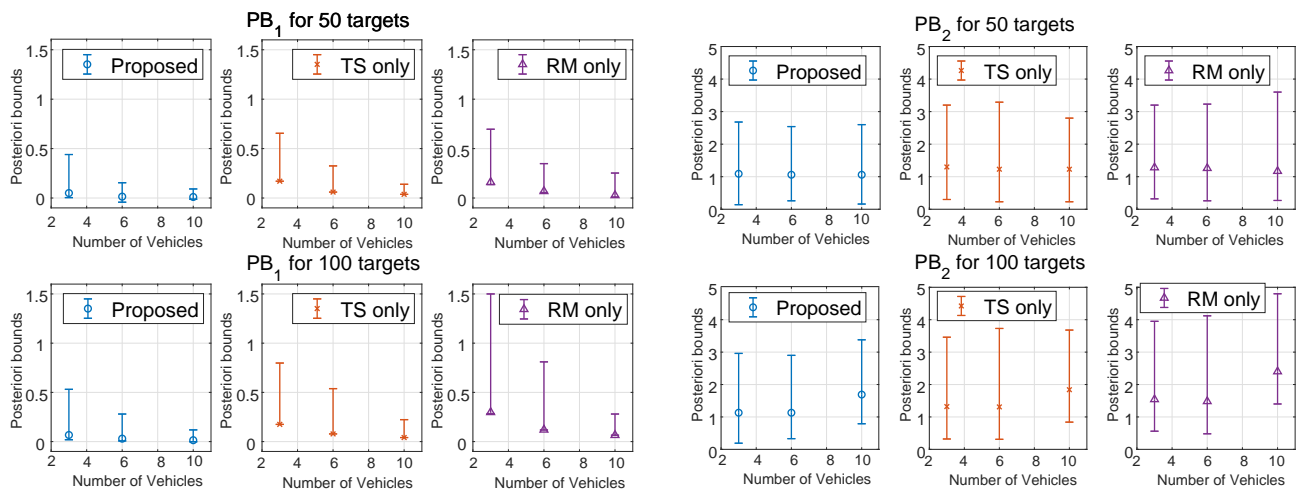 PB1 for 50 targets
Posteriori bounds
1.5
1
0.5
0
Proposed
2 4 6 8 10
Number of Vehicles
1.5
1
0.5
0
TS only
2 4 6 8 10
Number of Vehicles
1.5
1
0.5
0
RM only
2 4 6 8 10
Number of Vehicles
PB2 for 50 targets
Posteriori bounds
5
4
3
2
1
0
Proposed
2 4 6 8 10
Number of Vehicles
Posteriori bounds
5
4
3
2
1
0
TS only
2 4 6 8 10
Number of Vehicles
Posteriori bounds
5
4
3
2
1
0
RM only
2 4 6 8 10
Number of Vehicles
PB1 for 100 targets
Posteriori bounds
1.5
1
0.5
0
Proposed
2 4 6 8 10
Number of Vehicles
Posteriori bounds
1.5
1
0.5
0
TS only
2 4 6 8 10
Number of Vehicles
Posteriori bounds
1.5
1
0.5
0
RM only
2 4 6 8 10
Number of Vehicles
PB2 for 100 targets
Posteriori bounds
5
4
3
2
1
0
Proposed
2 4 6 8 10
Number of Vehicles
Posteriori bounds
5
4
3
2
1
0
TS only
2 4 6 8 10
Number of Vehicles
Posteriori bounds
5
4
3
2
1
0
RM only
2 4 6 8 10
Number of Vehicles